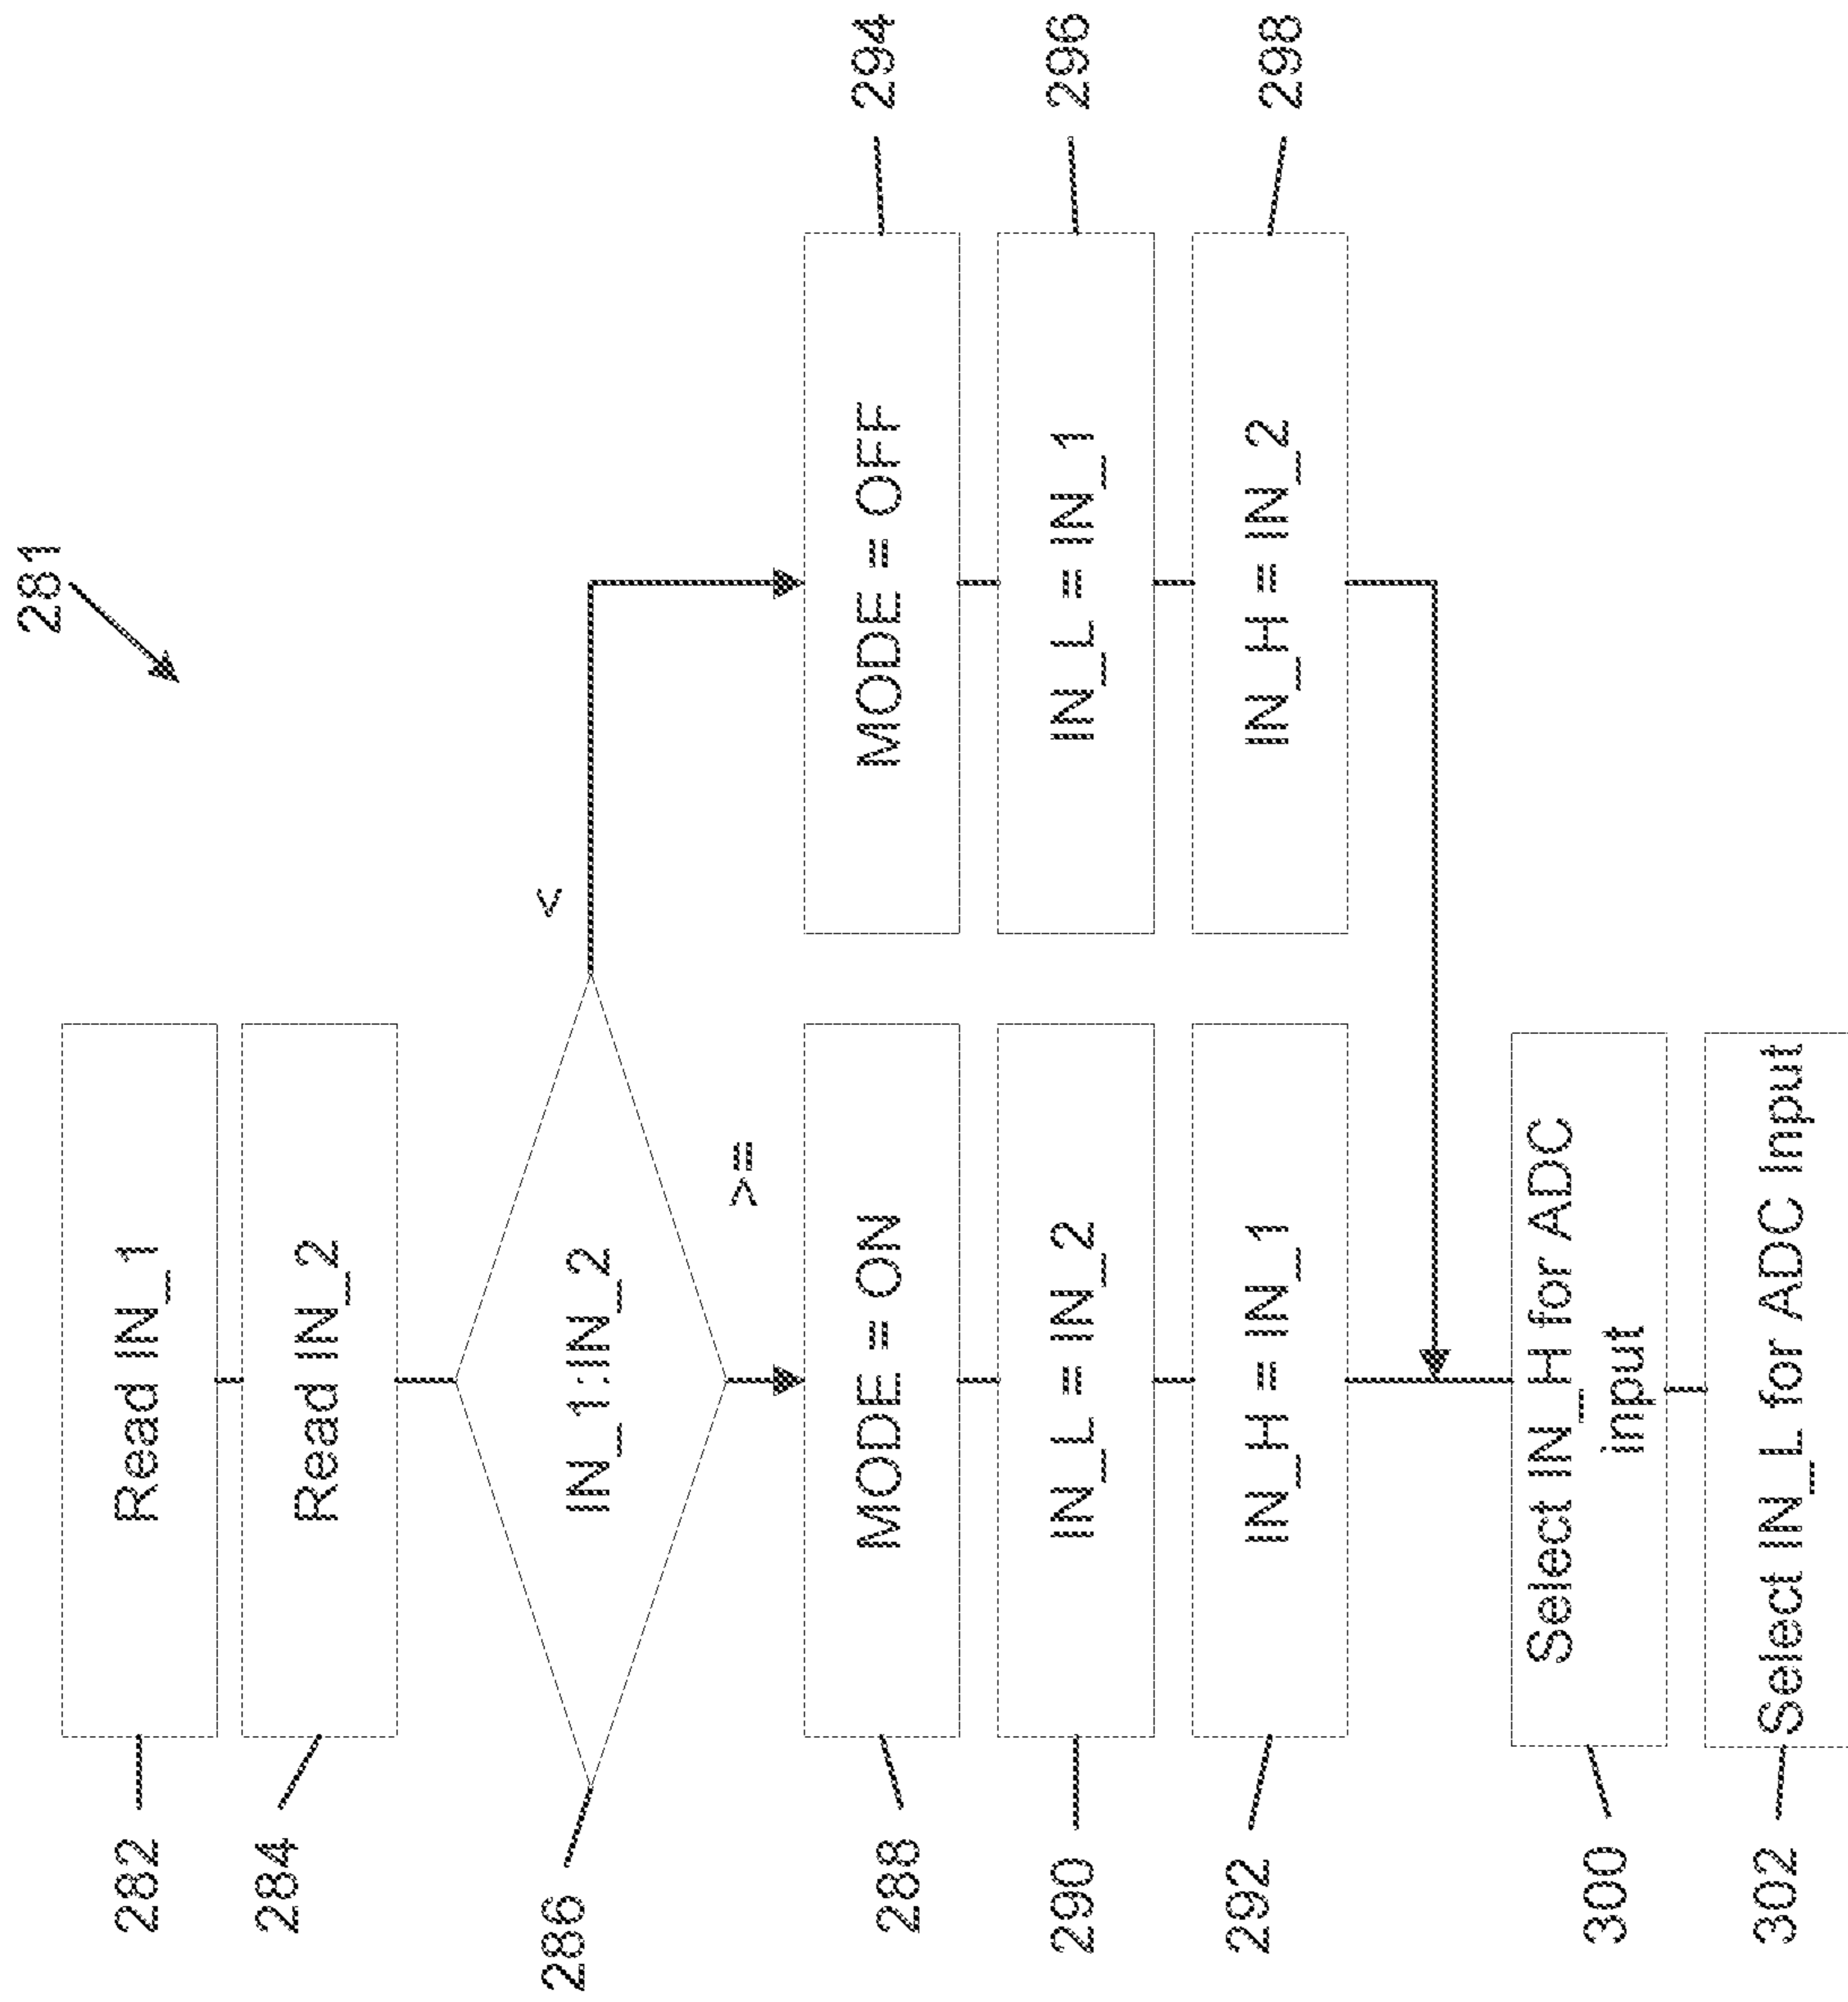 281
282
Read IN_1
284
Read IN_2
286
IN_1:IN_2
<
>=
288
MODE = ON
MODE = OFF
294
290
IN_L = IN_2
IN_L = IN_1
296
292
IN_H = IN_1
IN_H = IN_2
298
300
Select IN_H for ADC
input
302
Select IN_L for ADC Input